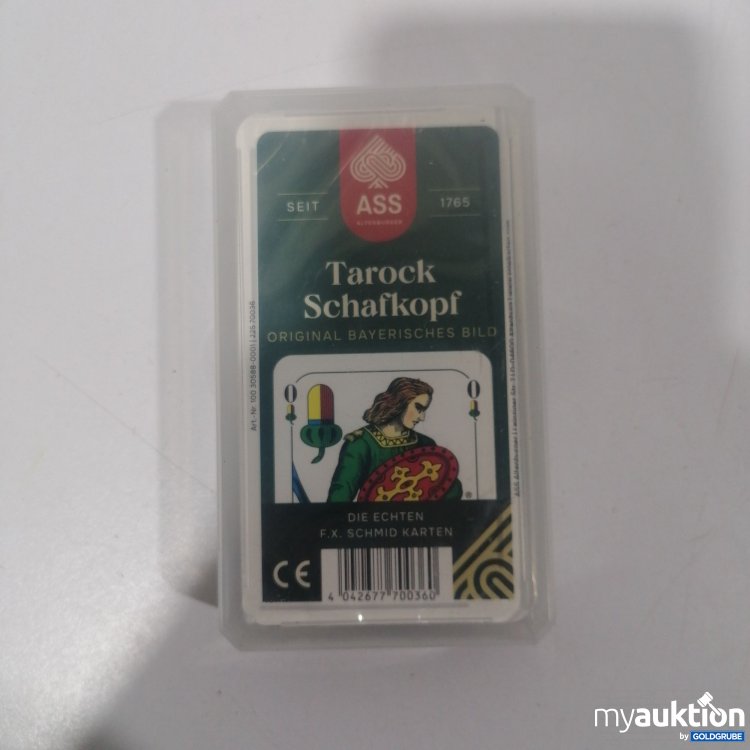 SEIT
ASS
ALTENBURGER
1765
Tarock
Schafkopf
ORIGINAL BAYERISCHES BILD
O
O
®
DIE ECHTEN
F.X. SCHMID KARTEN
CE
4 042677 700360
myauktion
by GOLDGRUBE